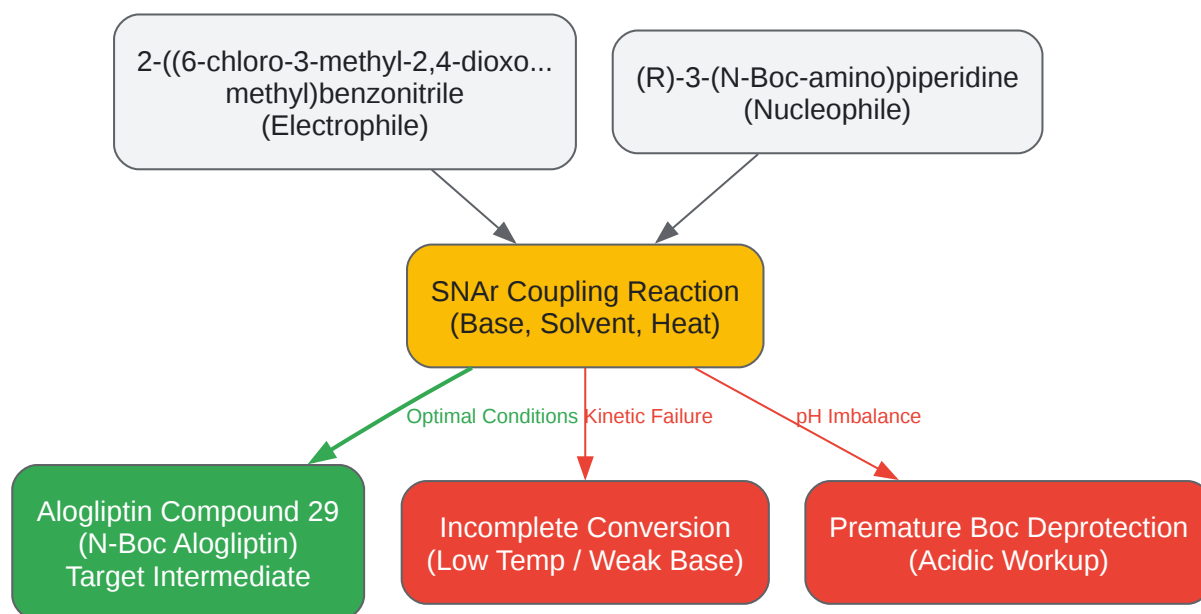 2-((6-chloro-3-methyl-2,4-dioxo...
methyl)benzonitrile
(Electrophile)
(R)-3-(N-Boc-amino)piperidine
(Nucleophile)
SNAr Coupling Reaction
(Base, Solvent, Heat)
Optimal Conditions
Kinetic Failure
pH Imbalance
Alogliptin Compound 29
(N-Boc Alogliptin)
Target Intermediate
Incomplete Conversion
(Low Temp / Weak Base)
Premature Boc Deprotection
(Acidic Workup)